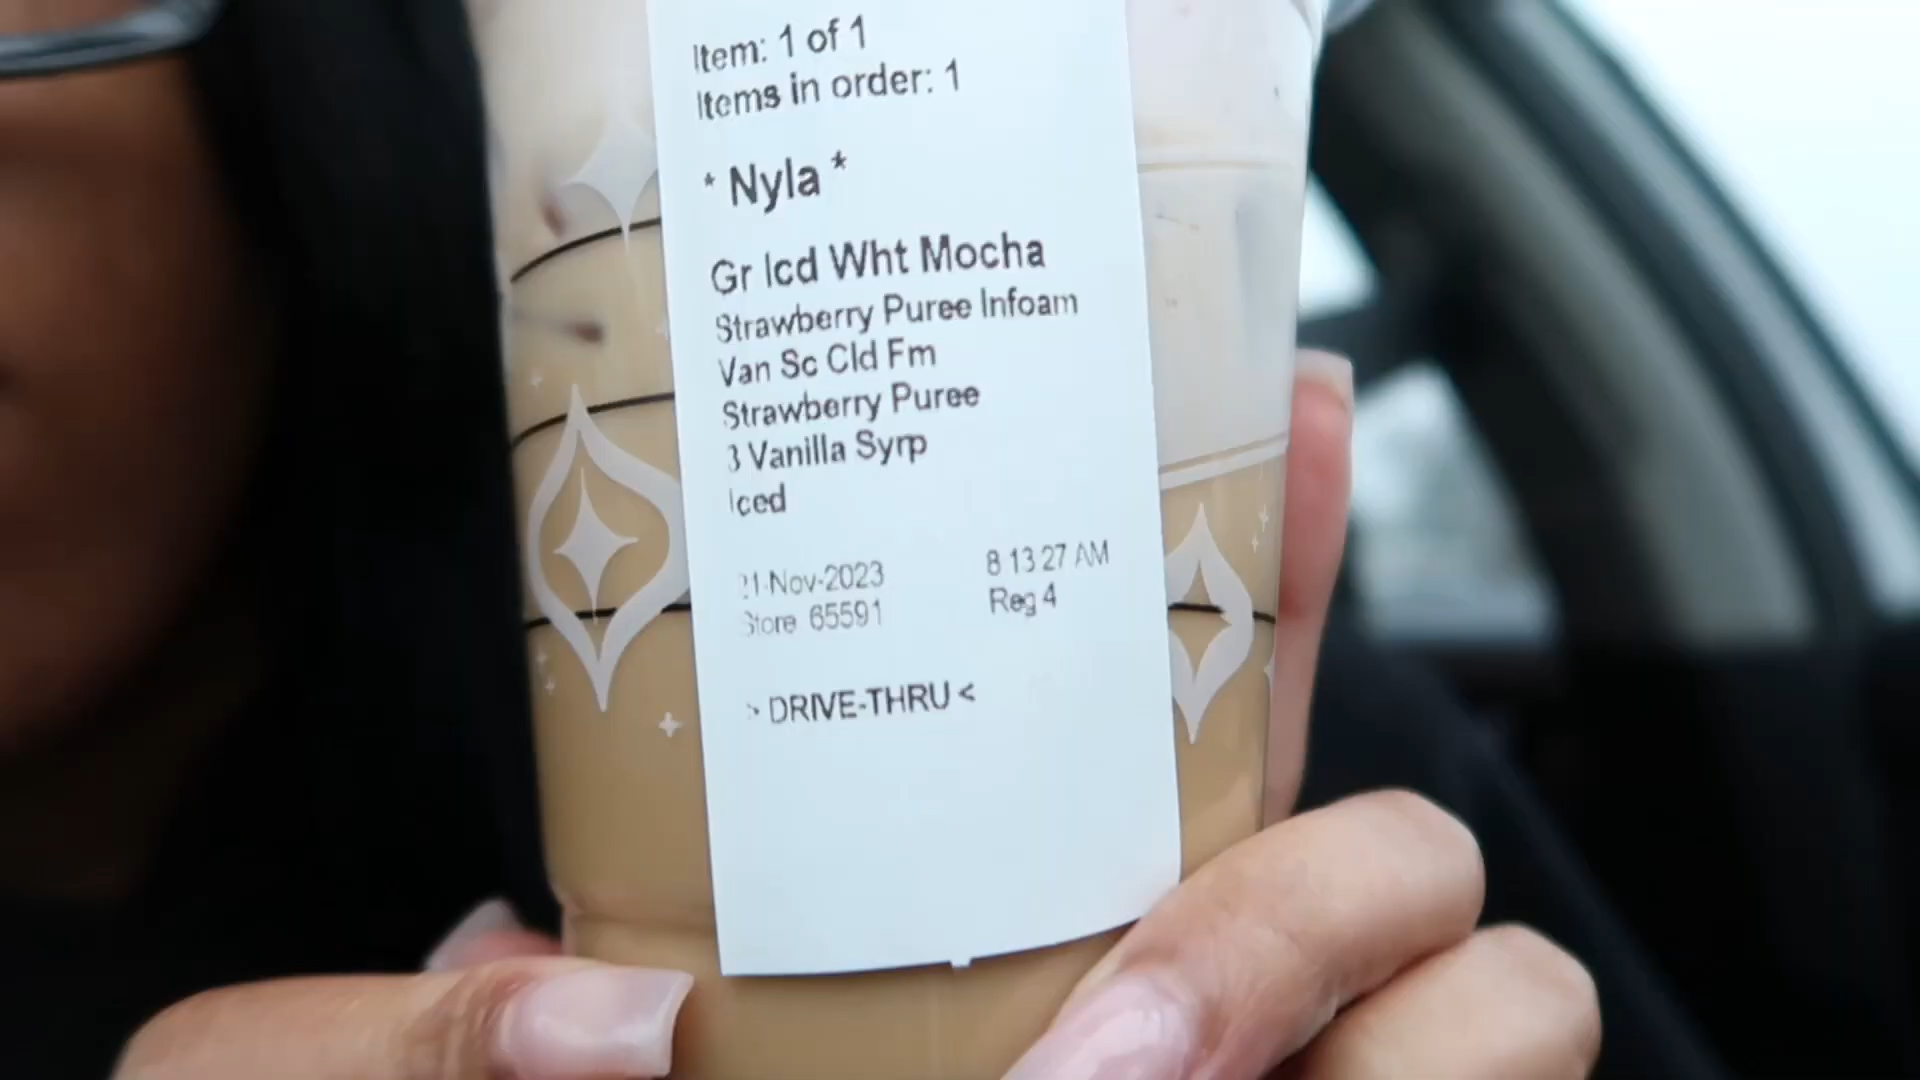 Item: 1 of 1
Items in order: 1
* Nyla *
Gr Icd Wht Mocha
Strawberry Puree Infoam
Van Sc Cld Fm
Strawberry Puree
3 Vanilla Syrp
Iced
21-Nov-2023 8:13:27 AM
Store 65591 Reg 4
> DRIVE-THRU <